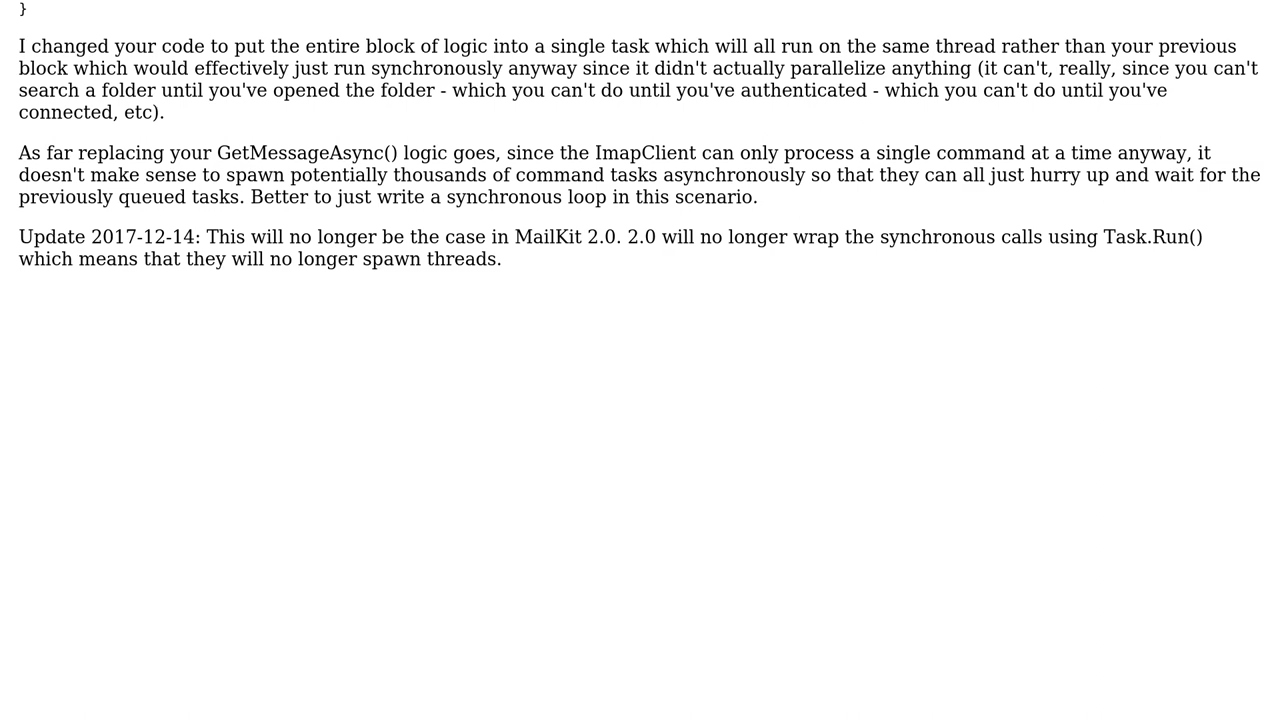 }
I changed your code to put the entire block of logic into a single task which will all run on the same thread rather than your previous
block which would effectively just run synchronously anyway since it didn't actually parallelize anything (it can't, really, since you can't
search a folder until you've opened the folder - which you can't do until you've authenticated - which you can't do until you've
connected, etc).
As far replacing your GetMessageAsync() logic goes, since the ImapClient can only process a single command at a time anyway, it
doesn't make sense to spawn potentially thousands of command tasks asynchronously so that they can all just hurry up and wait for the
previously queued tasks. Better to just write a synchronous loop in this scenario.
Update 2017-12-14: This will no longer be the case in MailKit 2.0. 2.0 will no longer wrap the synchronous calls using Task.Run()
which means that they will no longer spawn threads.